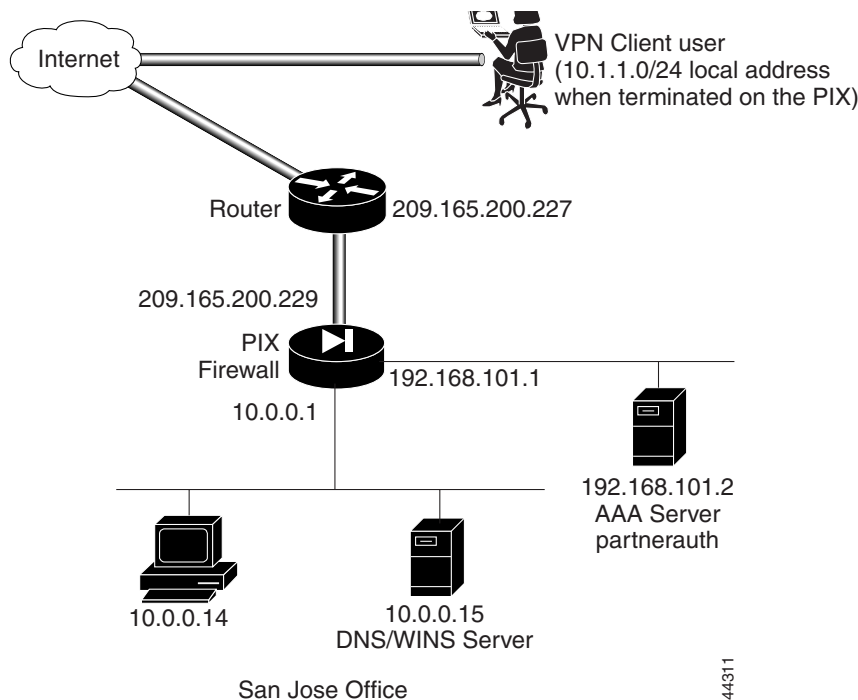 Internet
VPN Client user
(10.1.1.0/24 local address
when terminated on the PIX)
Router
209.165.200.227
209.165.200.229
PIX
Firewall
192.168.101.1
10.0.0.1
192.168.101.2
AAA Server
partnerauth
10.0.0.14
10.0.0.15
DNS/WINS Server
San Jose Office
44311